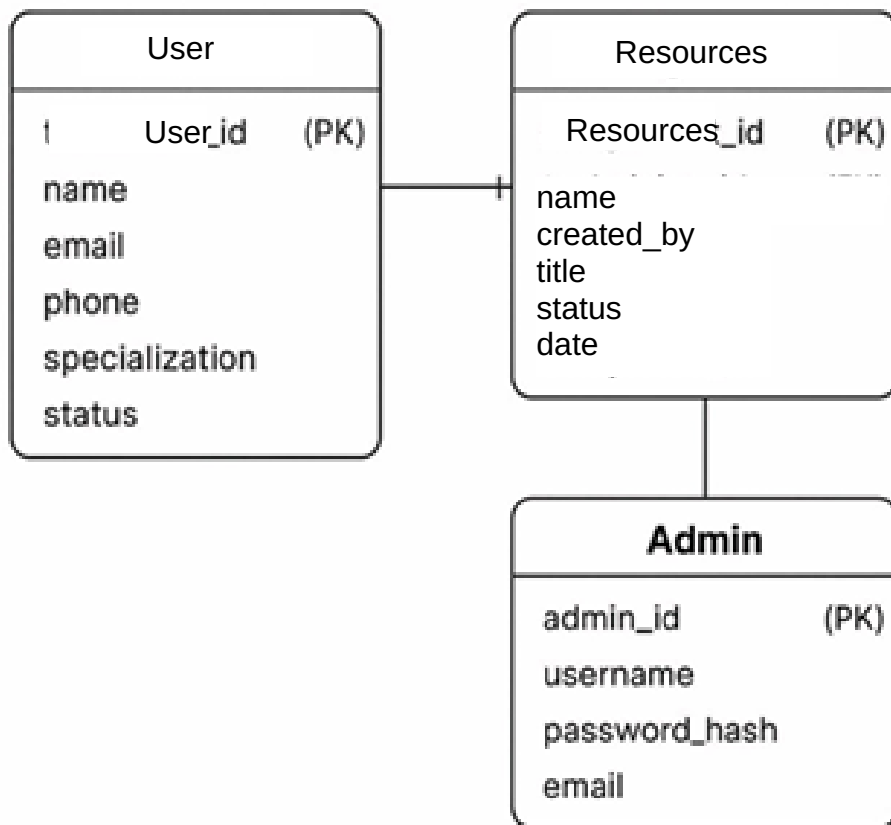 User
User_id (PK)
name
email
phone
specialization
status
Resources
Resources_id (PK)
name
created_by
title
status
date
Admin
admin_id (PK)
username
password_hash
email